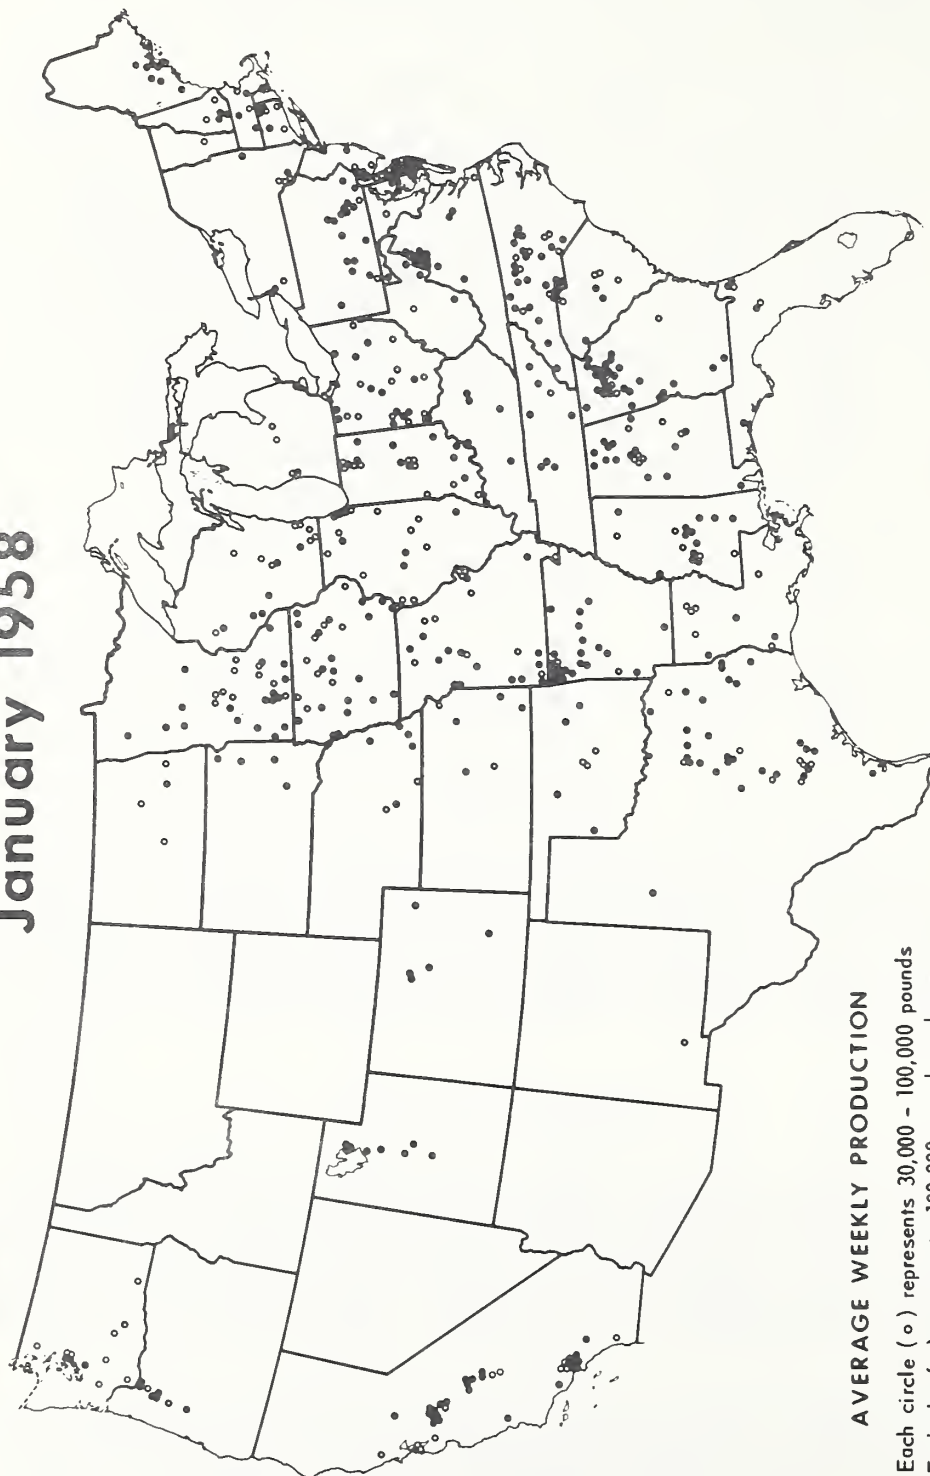 January 1958
AVERAGE WEEKLY PRODUCTION
Each circle (o) represents 30,000 - 100,000 pounds